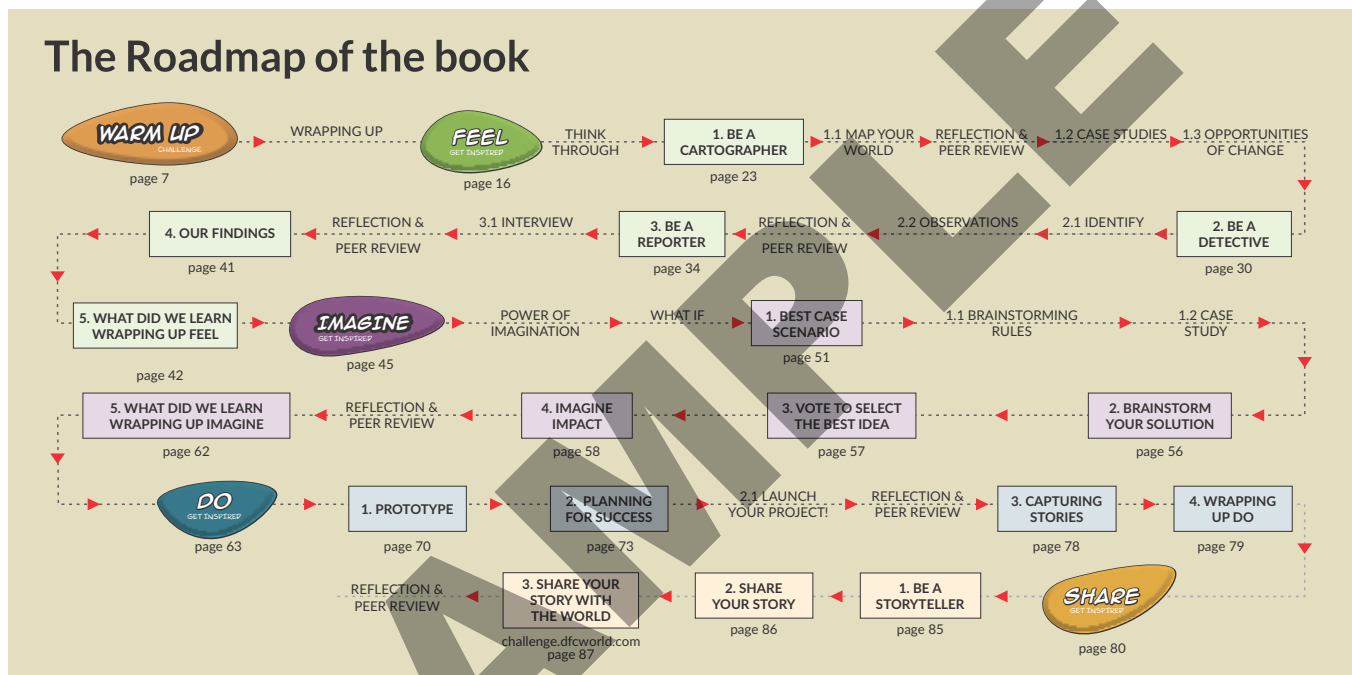 The Roadmap of the book
WARM UP
CHALLENGE
page 7
WRAPPING UP
FEEL
GET INSPIRED
page 16
THINK
THROUGH
1. BE A
CARTOGRAPHER
page 23
1.1 MAP YOUR
WORLD
REFLECTION &
PEER REVIEW
1.2 CASE STUDIES
1.3 OPPORTUNITIES
OF CHANGE
2. BE A
DETECTIVE
page 30
2.1 IDENTIFY
2.2 OBSERVATIONS
REFLECTION &
PEER REVIEW
3. BE A
REPORTER
page 34
3.1 INTERVIEW
REFLECTION &
PEER REVIEW
4. OUR FINDINGS
page 41
5. WHAT DID WE LEARN
WRAPPING UP FEEL
page 42
IMAGINE
GET INSPIRED
page 45
POWER OF
IMAGINATION
WHAT IF
1. BEST CASE
SCENARIO
page 51
1.1 BRAINSTORMING
RULES
1.2 CASE
STUDY
2. BRAINSTORM
YOUR SOLUTION
page 56
3. VOTE TO SELECT
THE BEST IDEA
page 57
4. IMAGINE
IMPACT
page 58
REFLECTION &
PEER REVIEW
5. WHAT DID WE LEARN
WRAPPING UP IMAGINE
page 62
DO
GET INSPIRED
page 63
1. PROTOTYPE
page 70
2. PLANNING
FOR SUCCESS
page 73
2.1 LAUNCH
YOUR PROJECT!
REFLECTION &
PEER REVIEW
3. CAPTURING
STORIES
page 78
4. WRAPPING
UP DO
page 79
SHARE
GET INSPIRED
page 80
1. BE A
STORYTELLER
page 85
2. SHARE
YOUR STORY
page 86
3. SHARE YOUR
STORY WITH
THE WORLD
challenge.dfcworld.com
page 87
REFLECTION &
PEER REVIEW
AMPLE